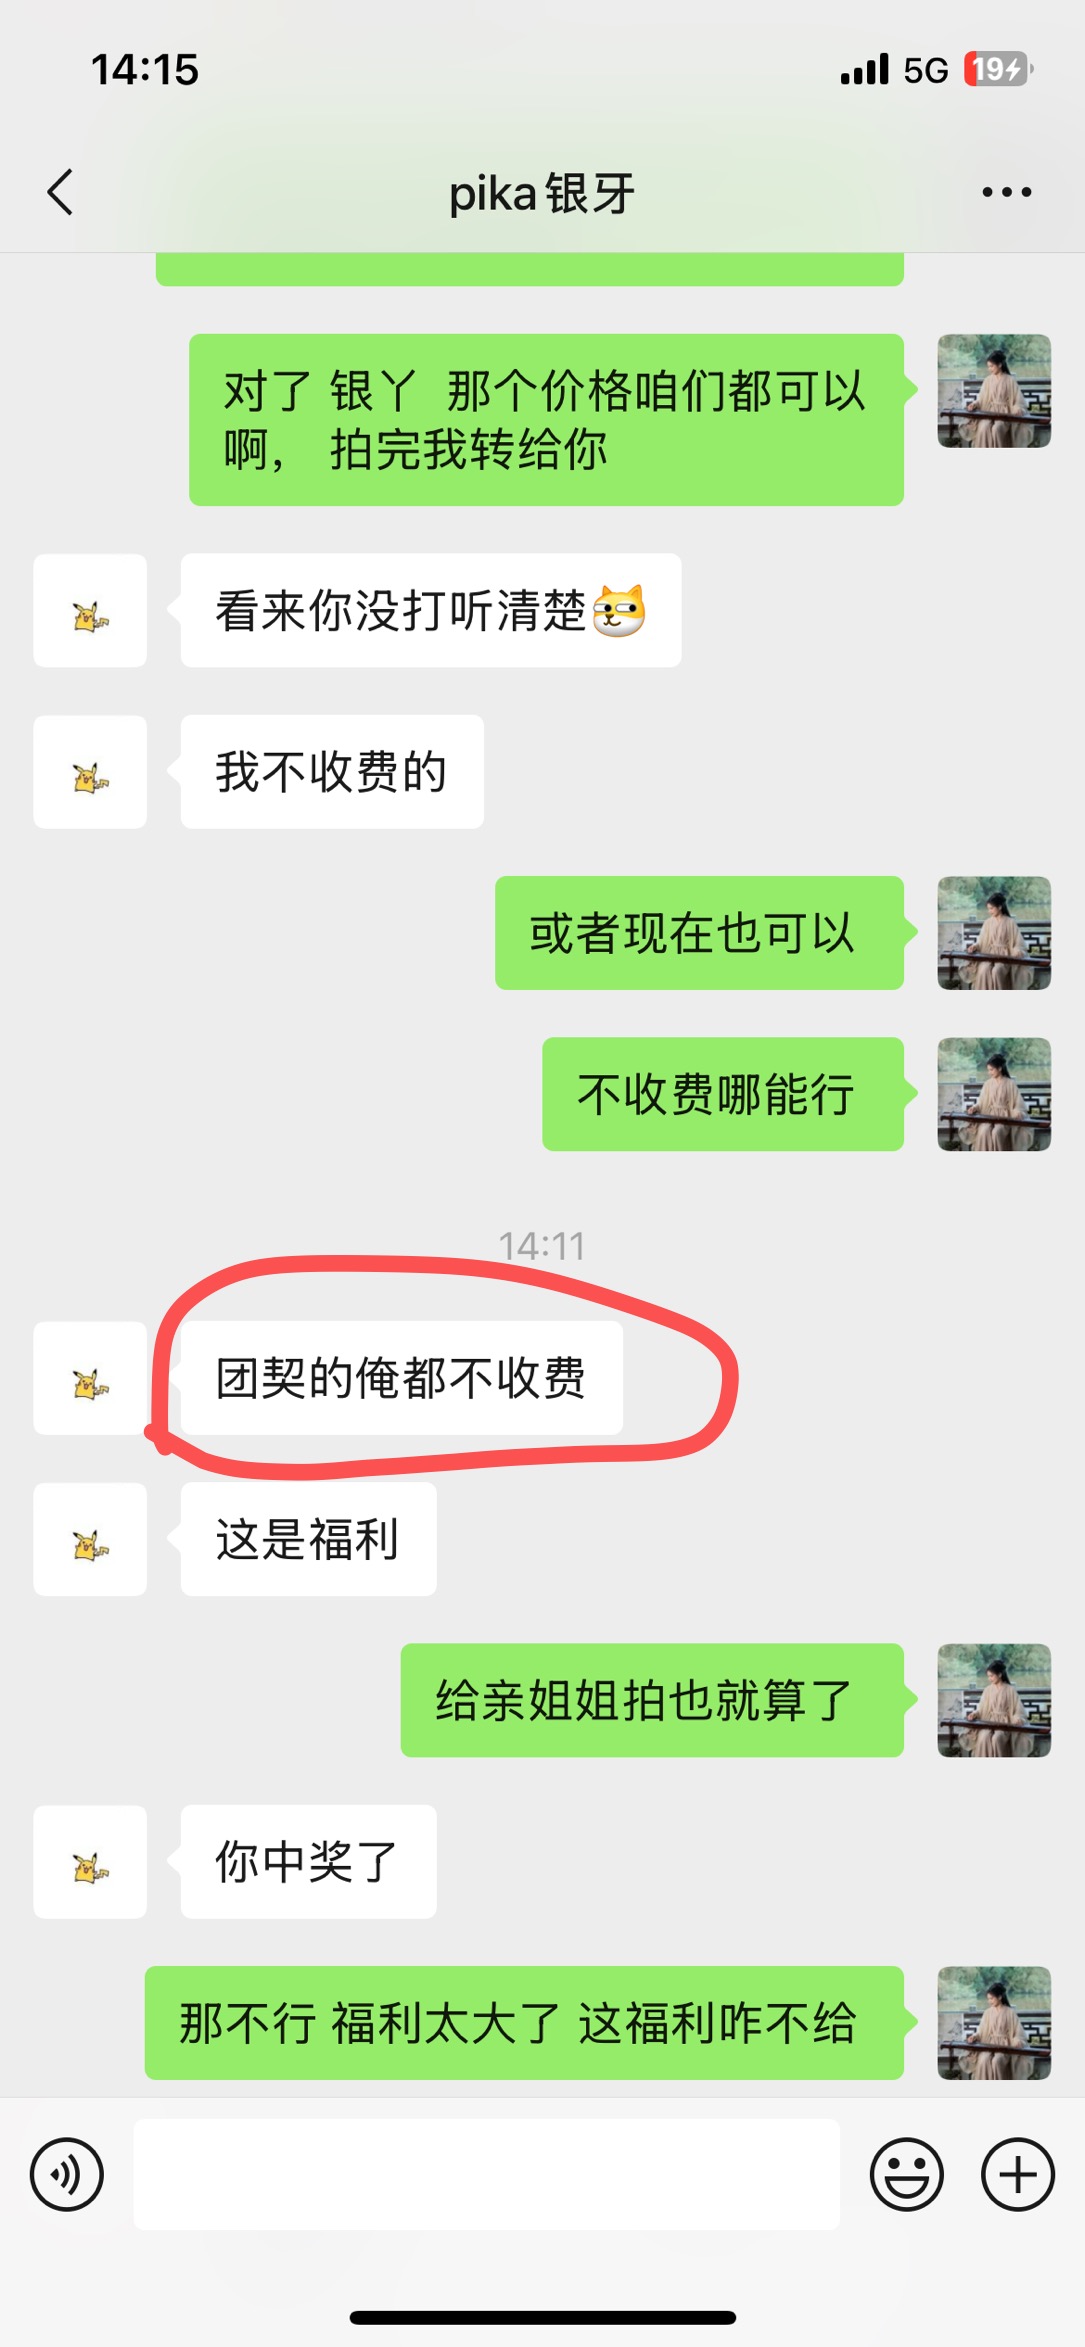 14:15
5G
19
pika银牙
对了 银丫 那个价格咱们都可以
啊， 拍完我转给你
看来你没打听清楚
我不收费的
或者现在也可以
不收费哪能行
14:11
团契的俺都不收费
这是福利
给亲姐姐拍也就算了
你中奖了
那不行 福利太大了 这福利咋不给